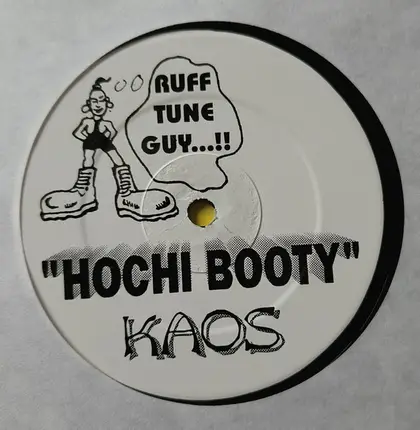 RUFF
TUNE
GUY...!!
"HOCHI BOOTY"
KAOS